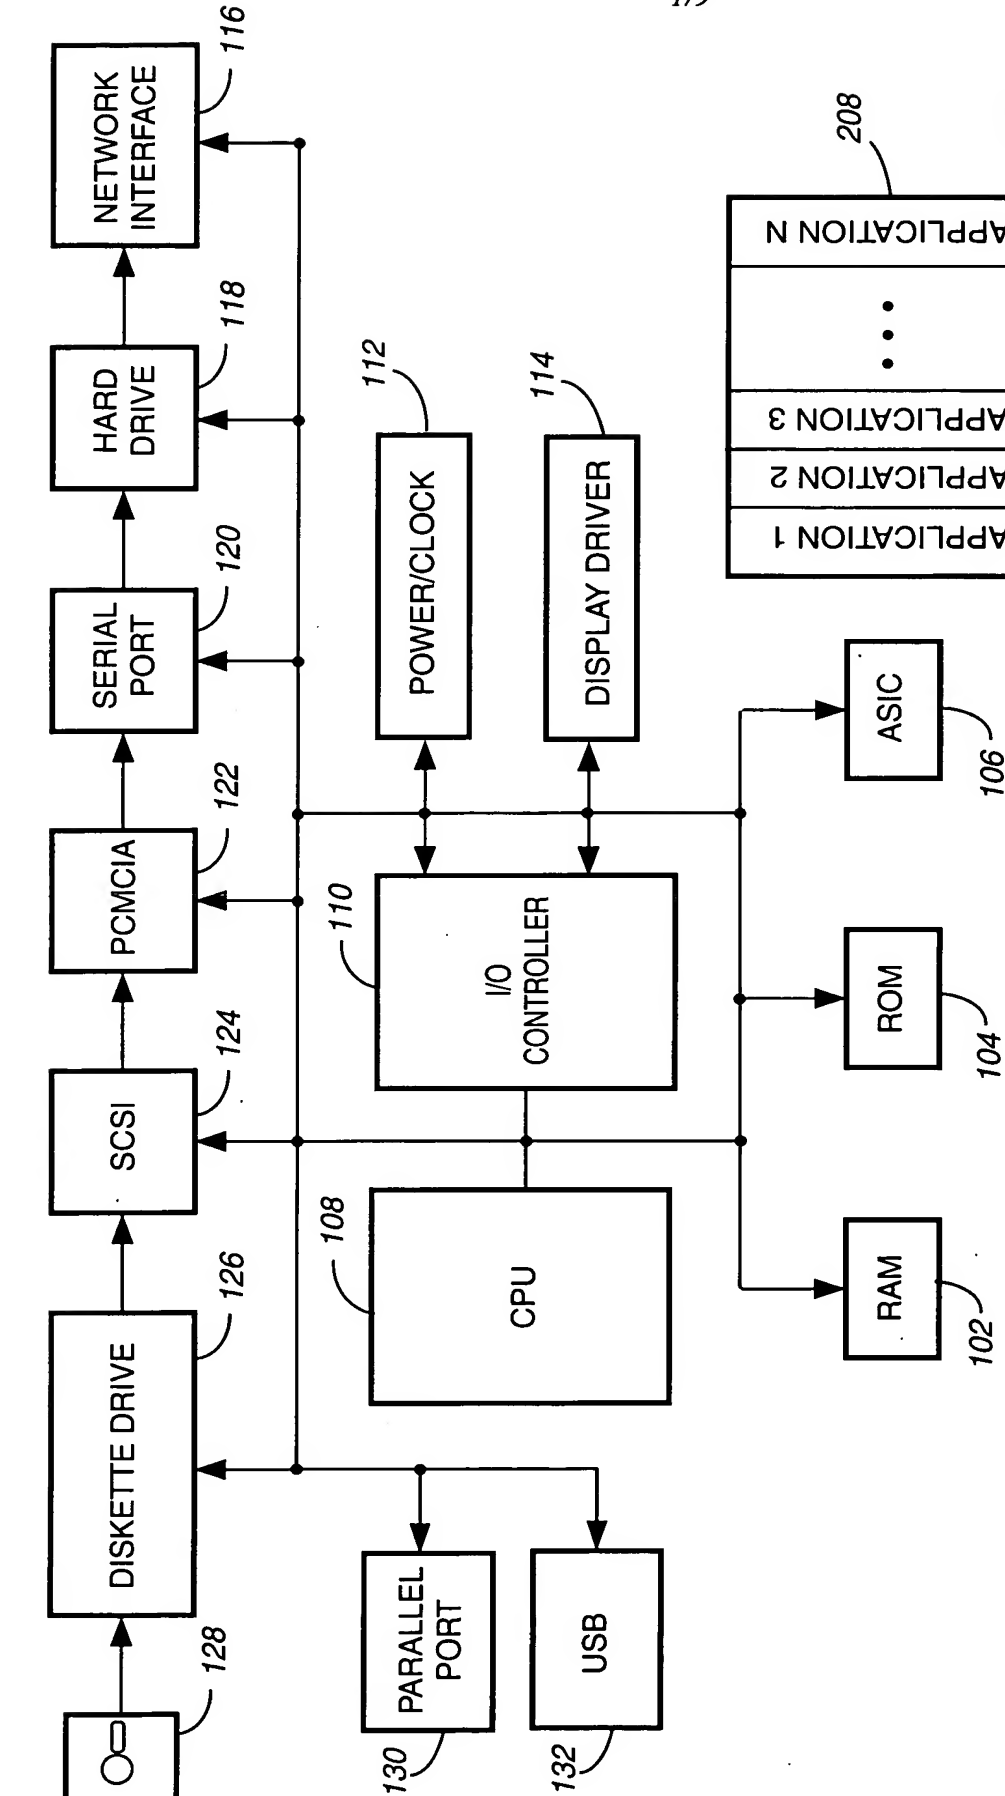 128
DISKETTE DRIVE
126
SCSI
124
PCMCIA
122
SERIAL
PORT
120
HARD
DRIVE
118
NETWORK
INTERFACE
116
PARALLEL
PORT
130
USB
132
CPU
108
I/O
CONTROLLER
110
POWER/CLOCK
112
DISPLAY DRIVER
114
RAM
102
ROM
104
ASIC
106
APPLICATION 1
APPLICATION 2
APPLICATION 3
• • •
APPLICATION N
208